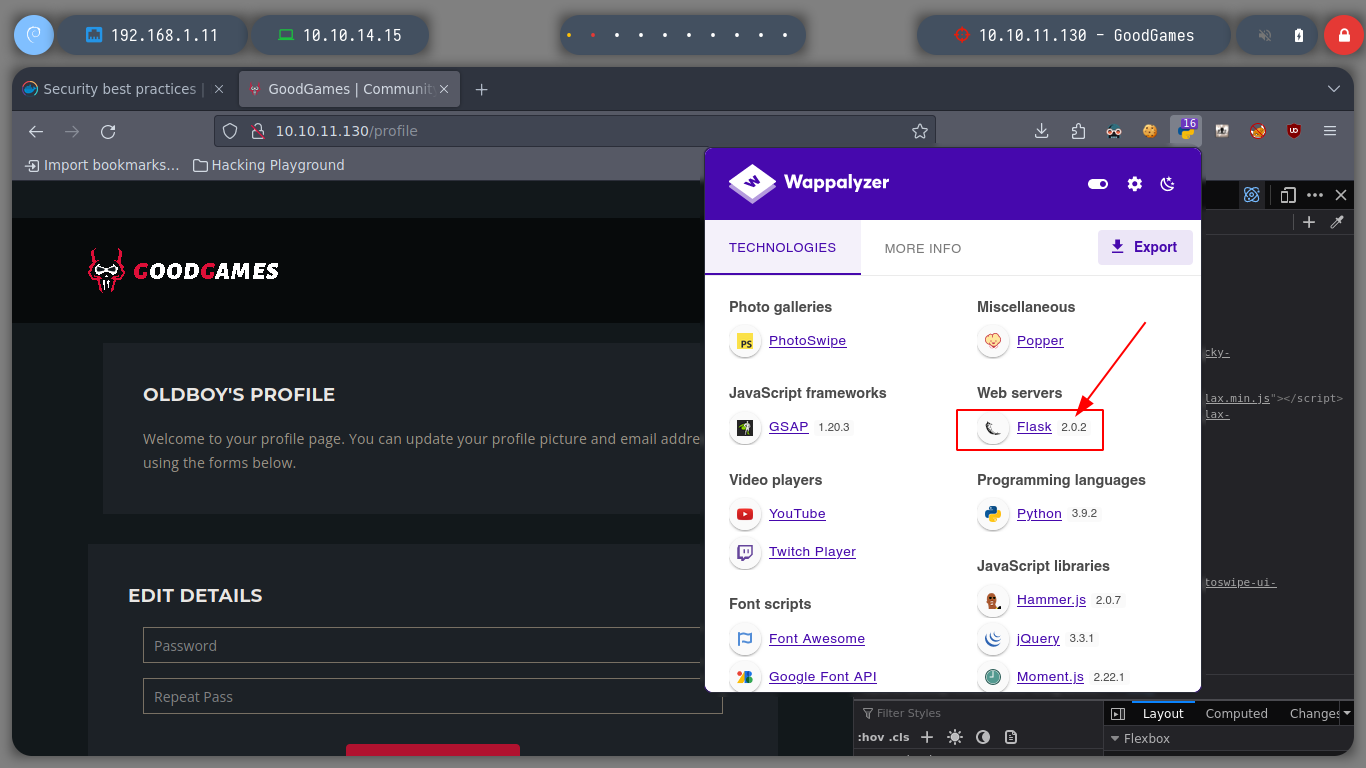 192.168.1.11
10.10.14.15
10.10.11.130 - GoodGames
Security best practices |
GoodGames | Communit
16
10.10.11.130/profile
UD
Import bookmarks...
Hacking Playground
W
Wappalyzer
TECHNOLOGIES
MORE INFO
Export
GOODGAMES
OLDBOY'S PROFILE
Welcome to your profile page. You can update your profile picture and email addre
using the forms below.
EDIT DETAILS
Password
Repeat Pass
Photo galleries
PS
PhotoSwipe
JavaScript frameworks
GSAP 1.20.3
Video players
YouTube
Twitch Player
Font scripts
Font Awesome
Google Font API
Miscellaneous
Popper
Web servers
Flask 2.0.2
Programming languages
Python 3.9.2
JavaScript libraries
Hammer.js 2.0.7
jQuery 3.3.1
Moment.js 2.22.1
cky-
lax.min.js"></script>
lax-
toswipe-ui-
Filter Styles
:hov .cls
Layout
Computed
Changes
Flexbox